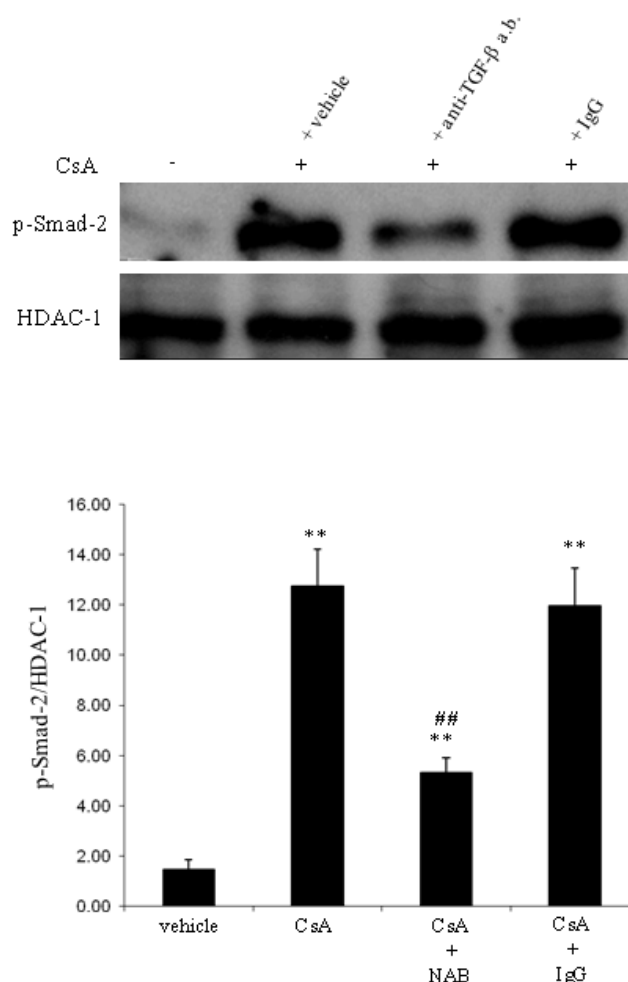 + vehicle
+ anti-TGF-β a.b.
+ IgG
CsA - + + +
p-Smad-2
HDAC-1
16.00
14.00
12.00
10.00
8.00
6.00
4.00
2.00
0.00
p-Smad-2/HDAC-1
**
##
**
**
vehicle
CsA
CsA
+
NAB
CsA
+
IgG